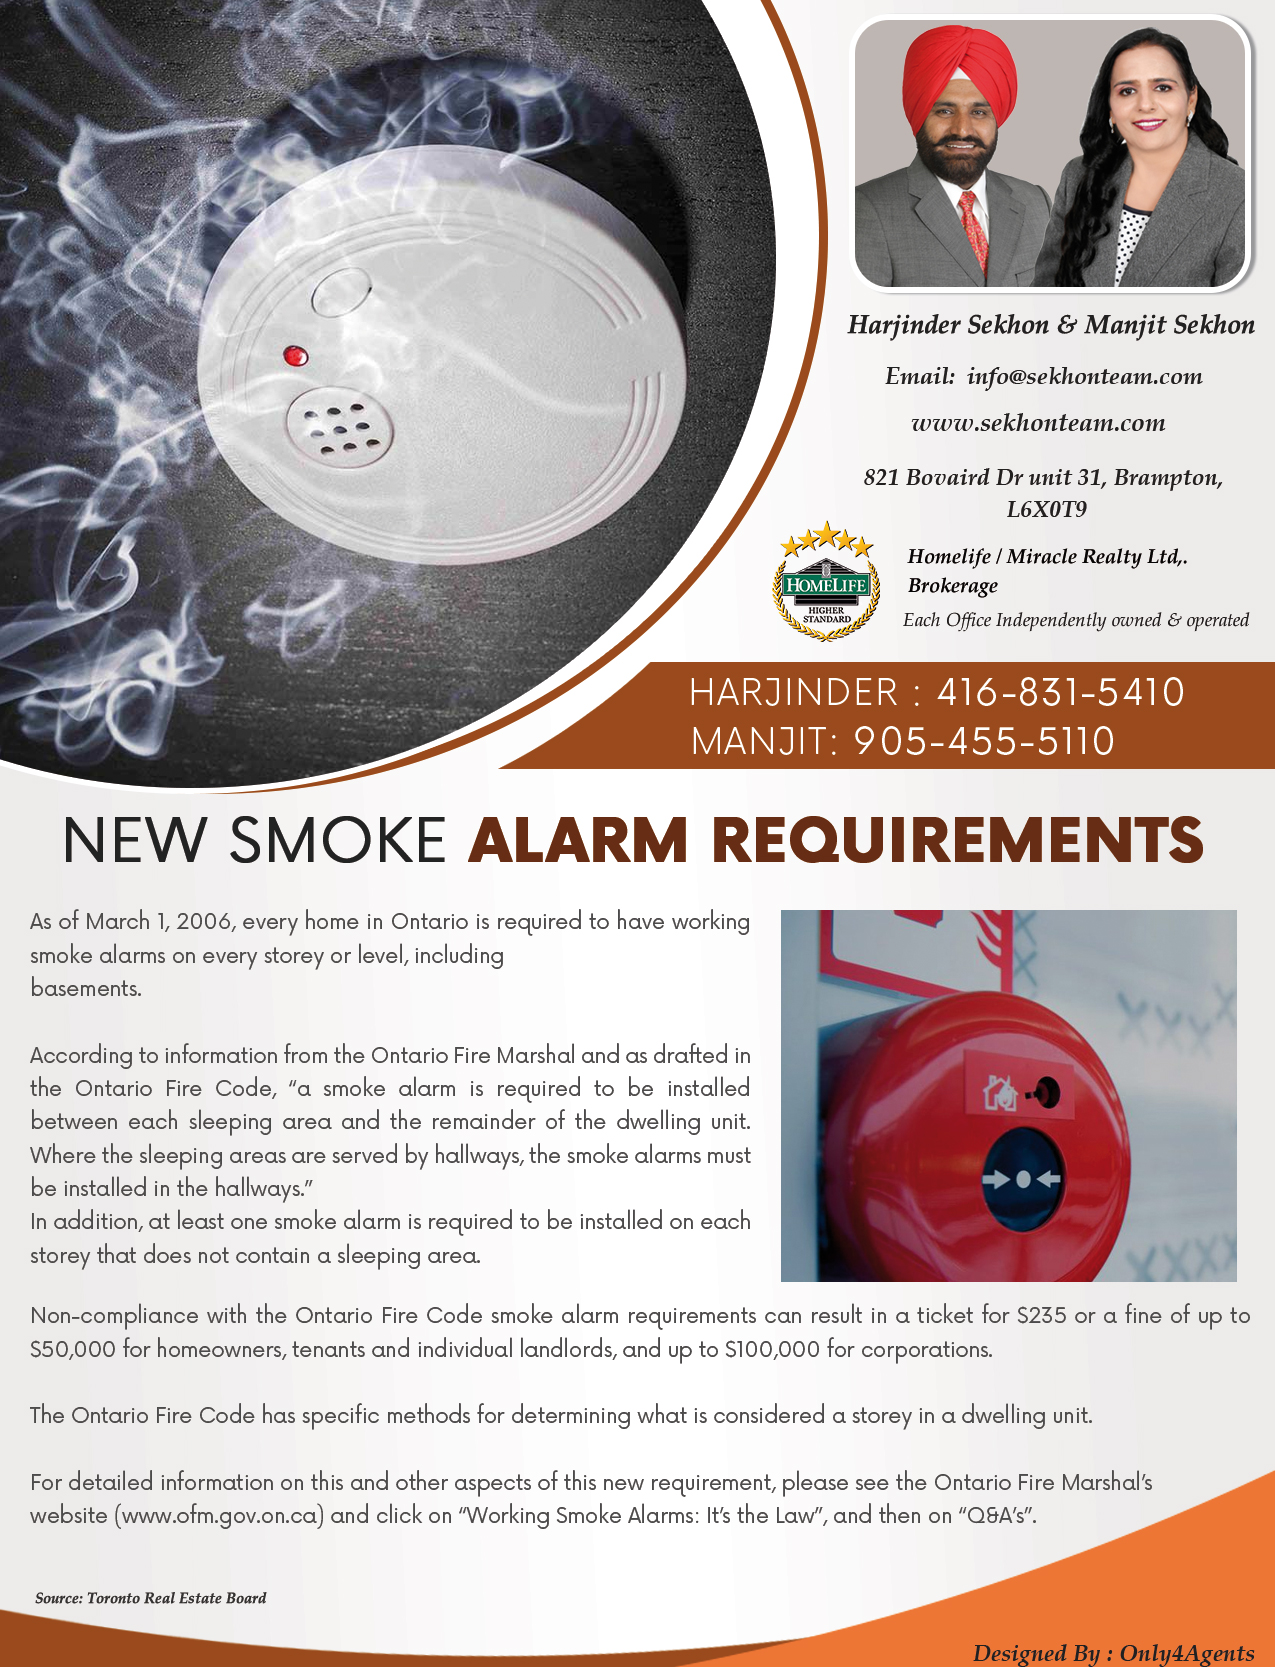 Harjinder Sekhon & Manjit Sekhon
Email: info@sekhonteam.com
www.sekhonteam.com
821 Bovaird Dr unit 31, Brampton,
L6X0T9
HOMELIFE
HIGHER
STANDARD
Homelife / Miracle Realty Ltd,.
Brokerage
Each Office Independently owned & operated
HARJINDER : 416-831-5410
MANJIT: 905-455-5110
NEW SMOKE ALARM REQUIREMENTS
As of March 1, 2006, every home in Ontario is required to have working
smoke alarms on every storey or level, including
basements.
According to information from the Ontario Fire Marshal and as drafted in
the Ontario Fire Code, “a smoke alarm is required to be installed
between each sleeping area and the remainder of the dwelling unit.
Where the sleeping areas are served by hallways, the smoke alarms must
be installed in the hallways.”
In addition, at least one smoke alarm is required to be installed on each
storey that does not contain a sleeping area.
Non-compliance with the Ontario Fire Code smoke alarm requirements can result in a ticket for $235 or a fine of up to
$50,000 for homeowners, tenants and individual landlords, and up to $100,000 for corporations.
The Ontario Fire Code has specific methods for determining what is considered a storey in a dwelling unit.
For detailed information on this and other aspects of this new requirement, please see the Ontario Fire Marshal’s
website (www.ofm.gov.on.ca) and click on “Working Smoke Alarms: It’s the Law”, and then on “Q&A’s”.
Source: Toronto Real Estate Board
Designed By : Only4Agents